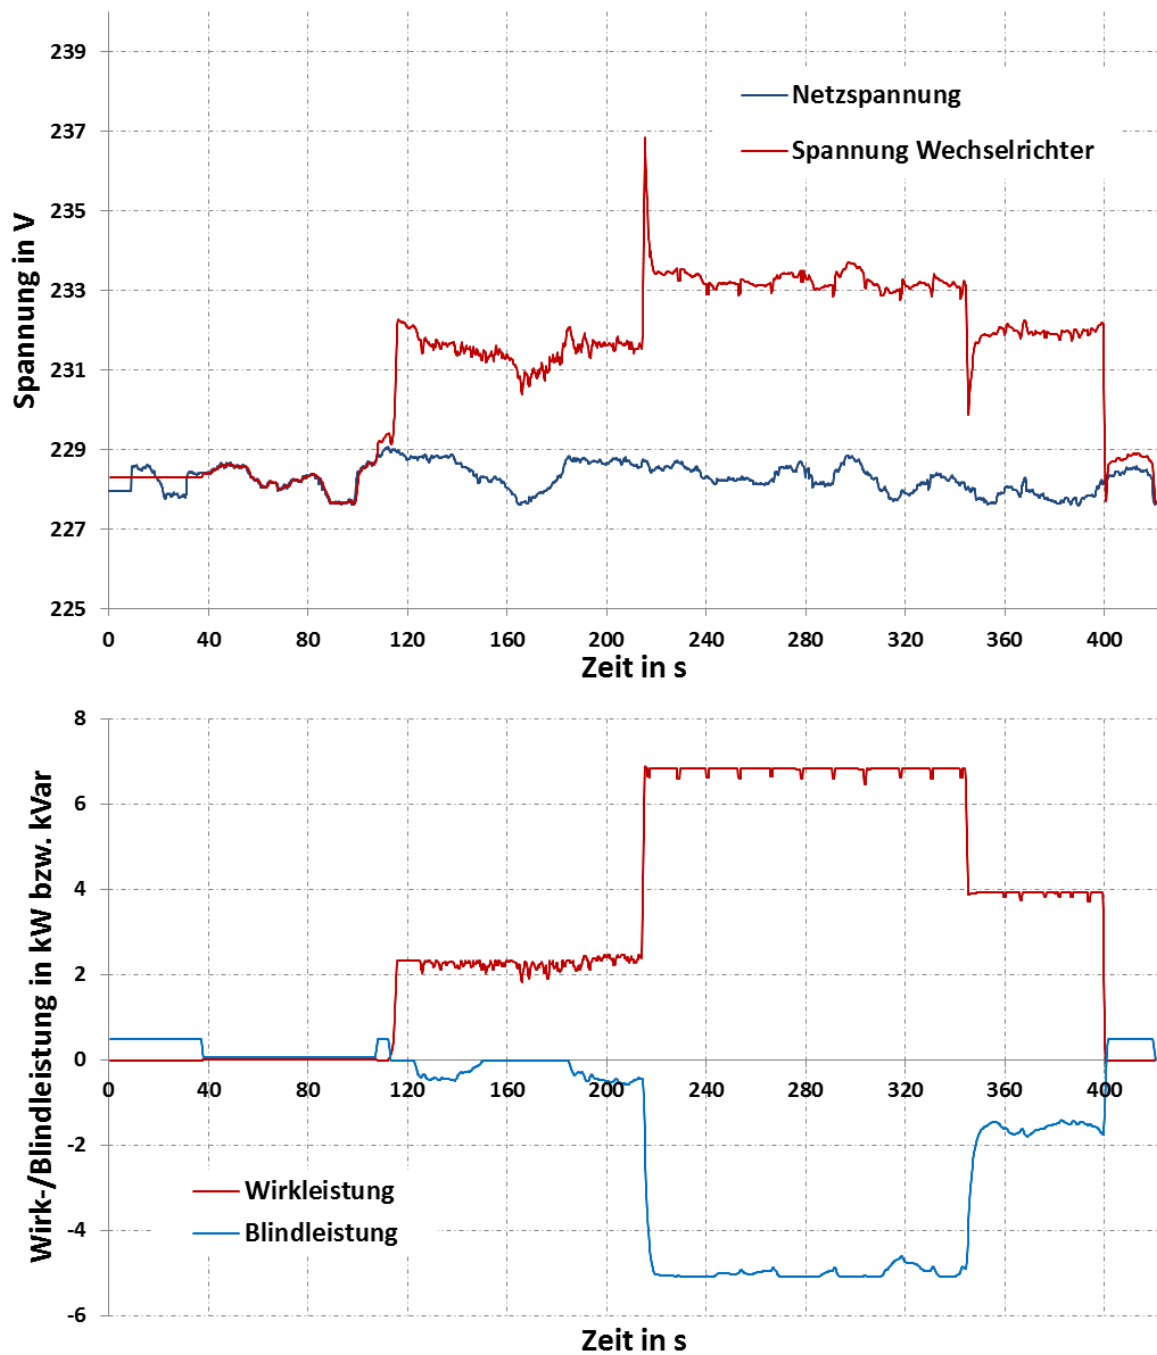 Spannung in V
239
237
235
233
231
229
227
225
Netzspannung
Spannung Wechselrichter
0 40 80 120 160 200 240 280 320 360 400
Zeit in s
Wirk-/Blindleistung in kW bzw. kVar
8
6
4
2
0
-2
-4
-6
0 40 80 120 160 200 240 280 320 360 400
Wirkleistung
Blindleistung
Zeit in s